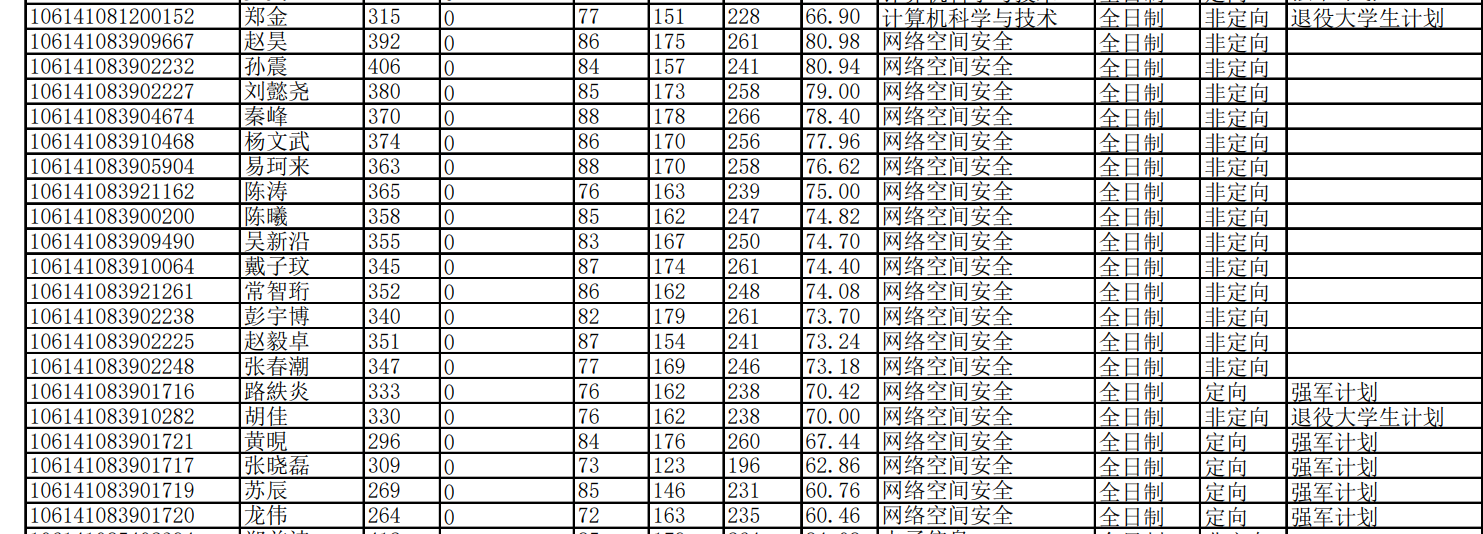 106141081200152 郑金 315 0 77 151 228 66.90 计算机科学与技术 全日制 非定向 退役大学生计划
106141083909667 赵昊 392 0 86 175 261 80.98 网络空间安全 全日制 非定向
106141083902232 孙震 406 0 84 157 241 80.94 网络空间安全 全日制 非定向
106141083902227 刘懿尧 380 0 85 173 258 79.00 网络空间安全 全日制 非定向
106141083904674 秦峰 370 0 88 178 266 78.40 网络空间安全 全日制 非定向
106141083910468 杨文武 374 0 86 170 256 77.96 网络空间安全 全日制 非定向
106141083905904 易珂来 363 0 88 170 258 76.62 网络空间安全 全日制 非定向
106141083921162 陈涛 365 0 76 163 239 75.00 网络空间安全 全日制 非定向
106141083900200 陈曦 358 0 85 162 247 74.82 网络空间安全 全日制 非定向
106141083909490 吴新沿 355 0 83 167 250 74.70 网络空间安全 全日制 非定向
106141083910064 戴子玟 345 0 87 174 261 74.40 网络空间安全 全日制 非定向
106141083921261 常智珩 352 0 86 162 248 74.08 网络空间安全 全日制 非定向
106141083902238 彭宇博 340 0 82 179 261 73.70 网络空间安全 全日制 非定向
106141083902225 赵毅卓 351 0 87 154 241 73.24 网络空间安全 全日制 非定向
106141083902248 张春潮 347 0 77 169 246 73.18 网络空间安全 全日制 非定向
106141083901716 路紩炎 333 0 76 162 238 70.42 网络空间安全 全日制 定向 强军计划
106141083910282 胡佳 330 0 76 162 238 70.00 网络空间安全 全日制 非定向 退役大学生计划
106141083901721 黄哯 296 0 84 176 260 67.44 网络空间安全 全日制 定向 强军计划
106141083901717 张晓磊 309 0 73 123 196 62.86 网络空间安全 全日制 定向 强军计划
106141083901719 苏辰 269 0 85 146 231 60.76 网络空间安全 全日制 定向 强军计划
106141083901720 龙伟 264 0 72 163 235 60.46 网络空间安全 全日制 定向 强军计划